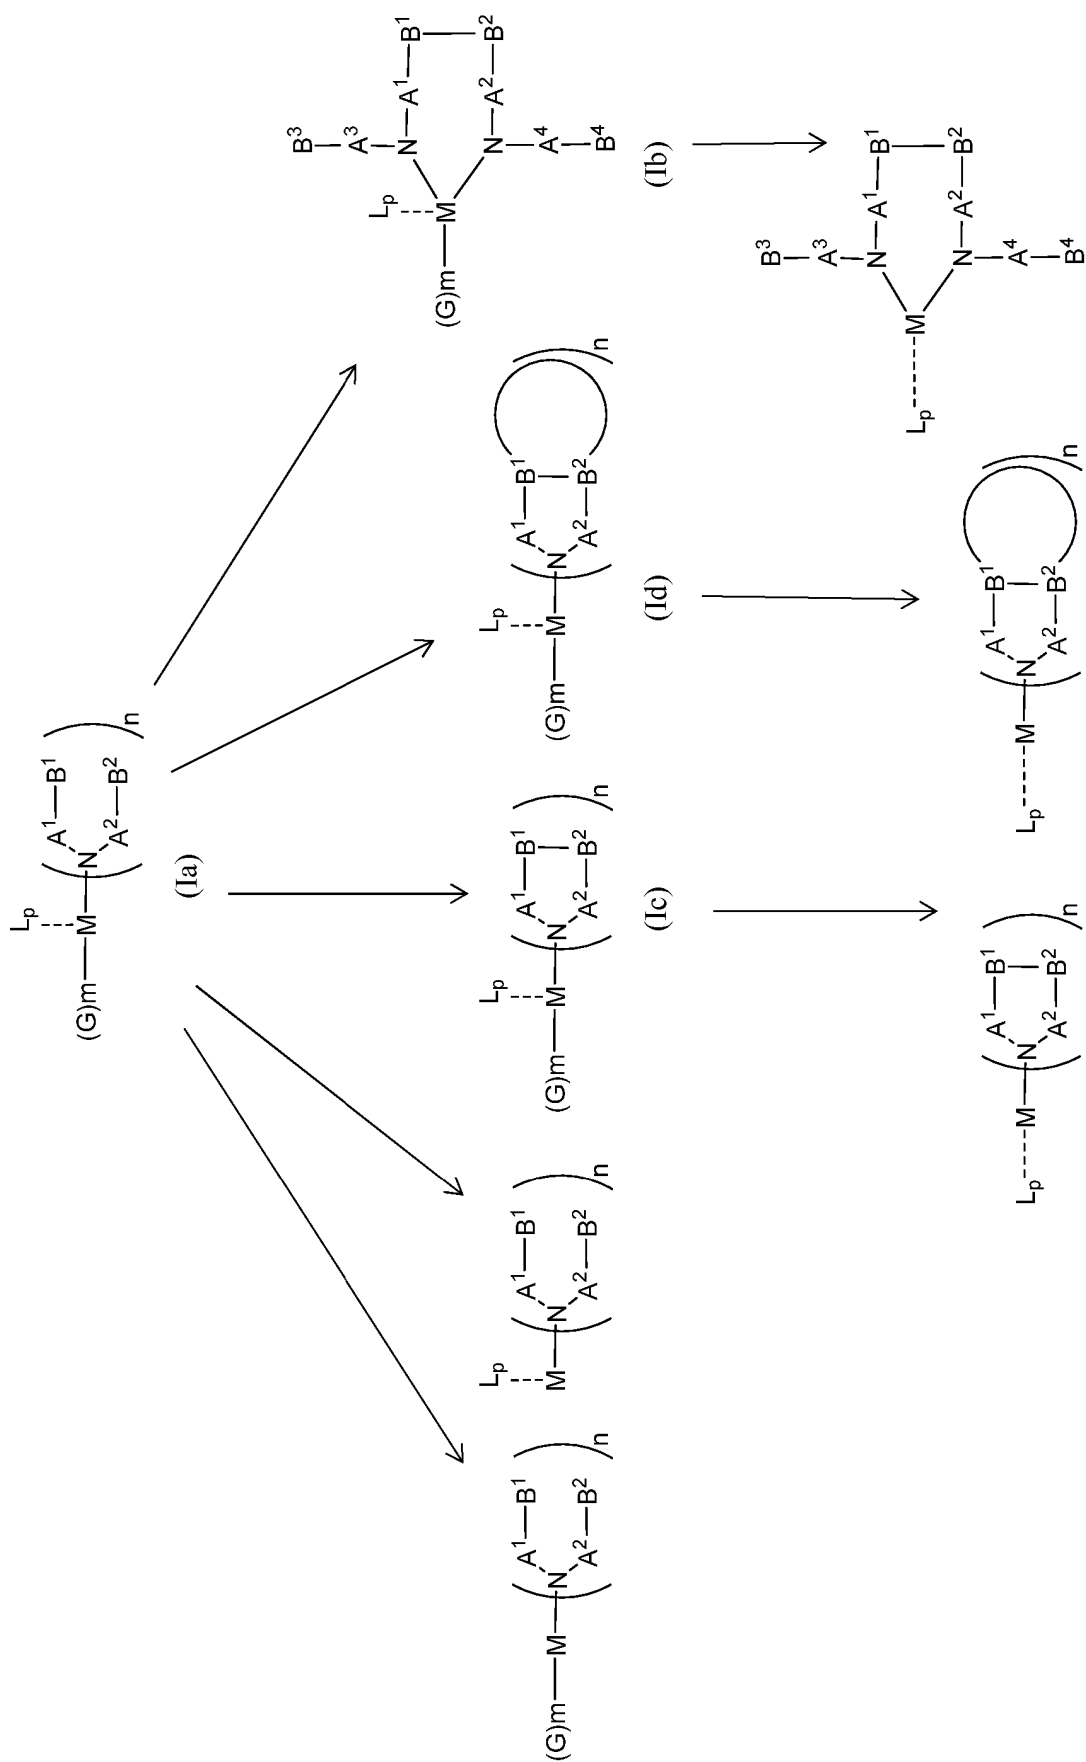 Lp
A¹ B¹
(G)m M (N
A² B²
)n
(Ia)
A¹ B¹
(G)m M (N
A² B²
)n
Lp
A¹ B¹
M (N
A² B²
)n
Lp
A¹ B¹
(G)m M (N
A² B²
)n
(Ic)
Lp
A¹ B¹
(G)m M (N
A² B²
)n
(Id)
B³
A³
Lp
N A¹ B¹
(G)m M
N A² B²
A⁴
B⁴
(Ib)
A¹ B¹
Lp M (N
A² B²
)n
A¹ B¹
Lp M (N
A² B²
)n
B³
A³
N A¹ B¹
Lp M
N A² B²
A⁴
B⁴